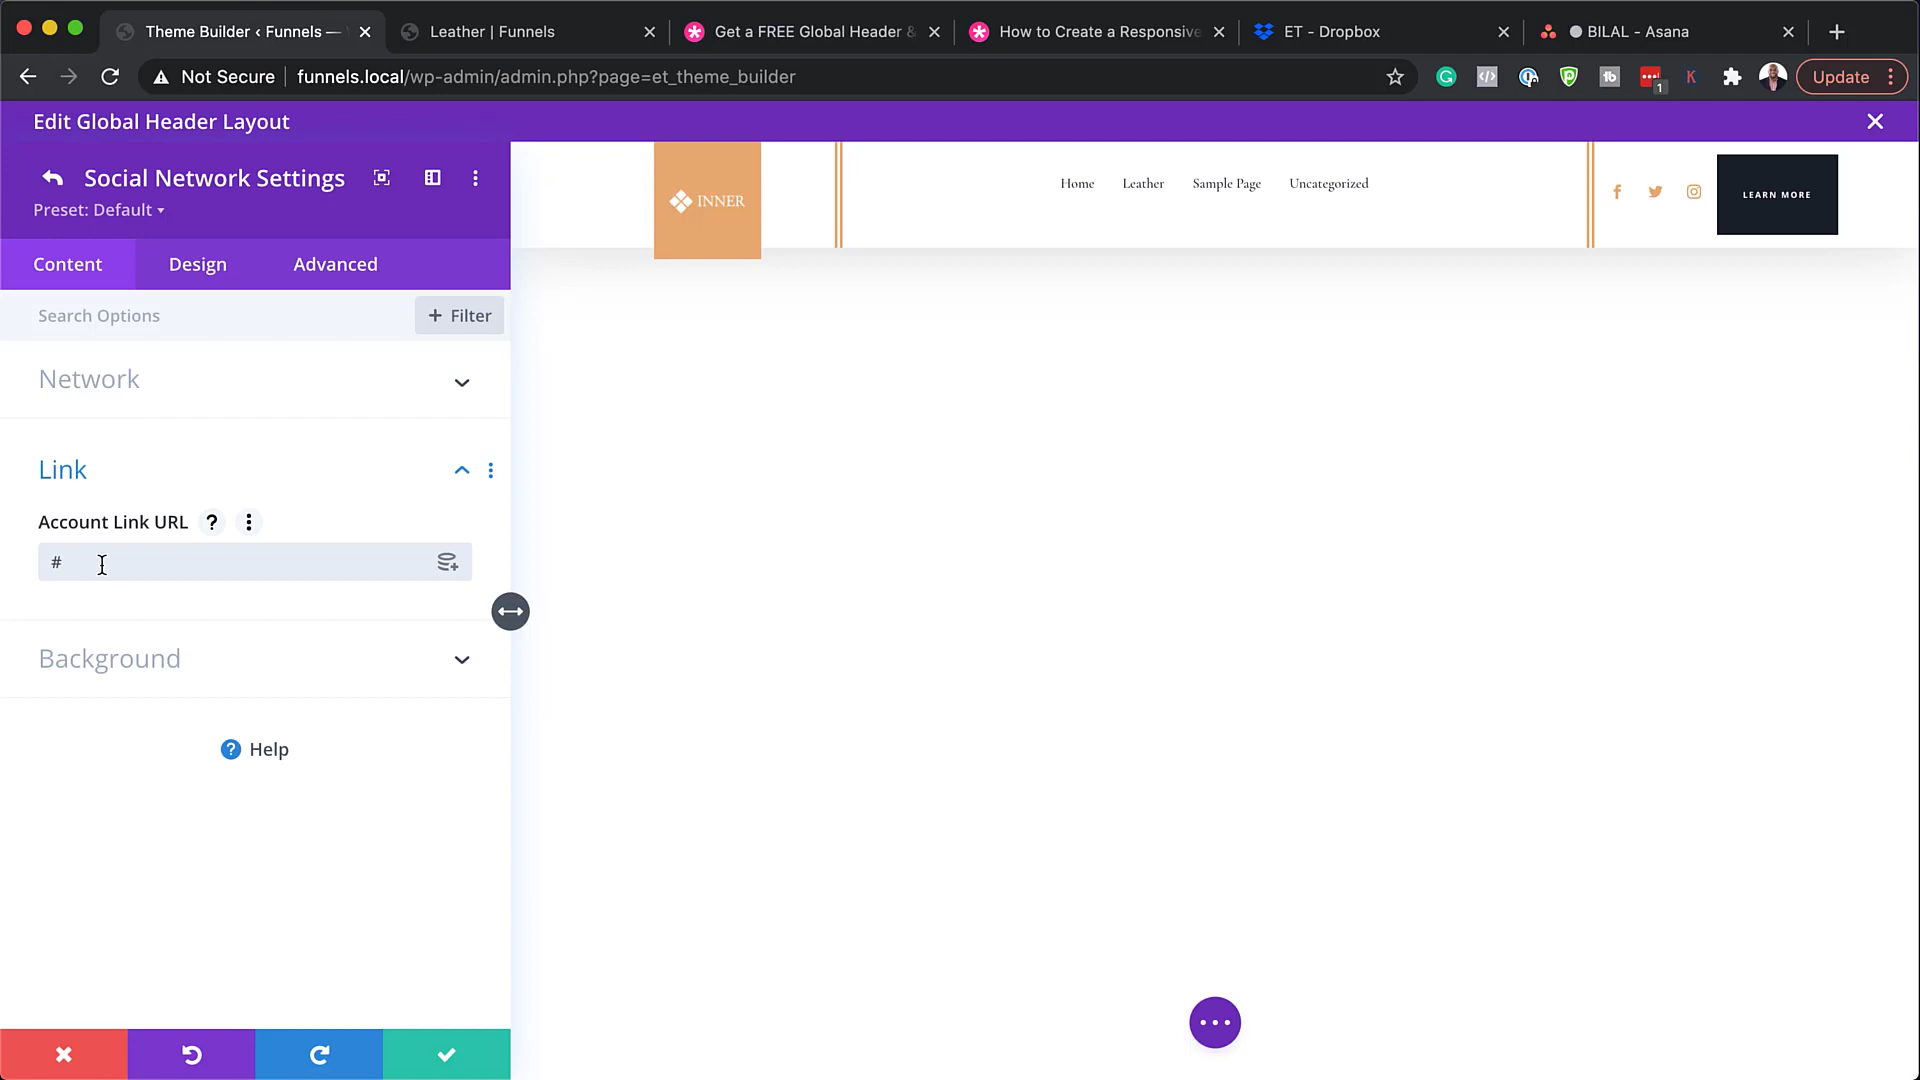 Theme Builder ‹ Funnels —
Leather | Funnels
Get a FREE Global Header &
How to Create a Responsive
ET - Dropbox
BILAL - Asana
Not Secure
funnels.local/wp-admin/admin.php?page=et_theme_builder
1
Update
Edit Global Header Layout
Social Network Settings
Preset: Default
Content
Design
Advanced
Search Options
+ Filter
Network
Link
Account Link URL
?
#
Background
? Help
INNER
Home
Leather
Sample Page
Uncategorized
LEARN MORE